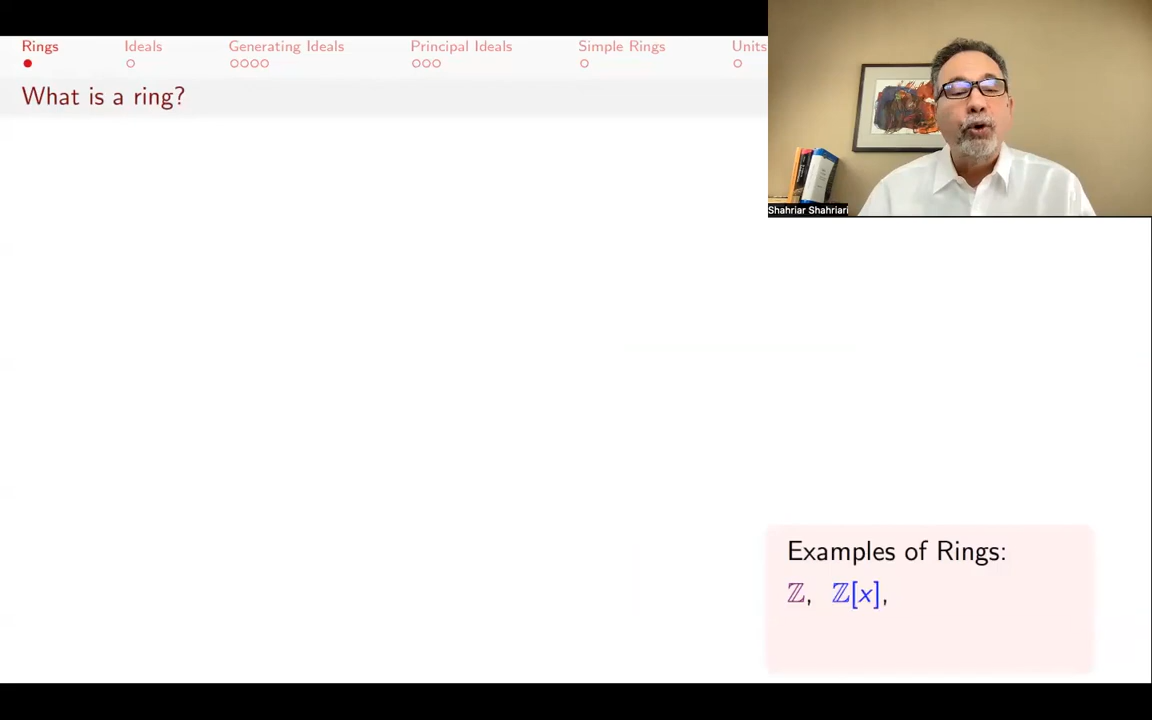 Rings Ideals Generating Ideals Principal Ideals Simple Rings Units
What is a ring?
Shahriar Shahriari
Examples of Rings:
ℤ, ℤ[x],